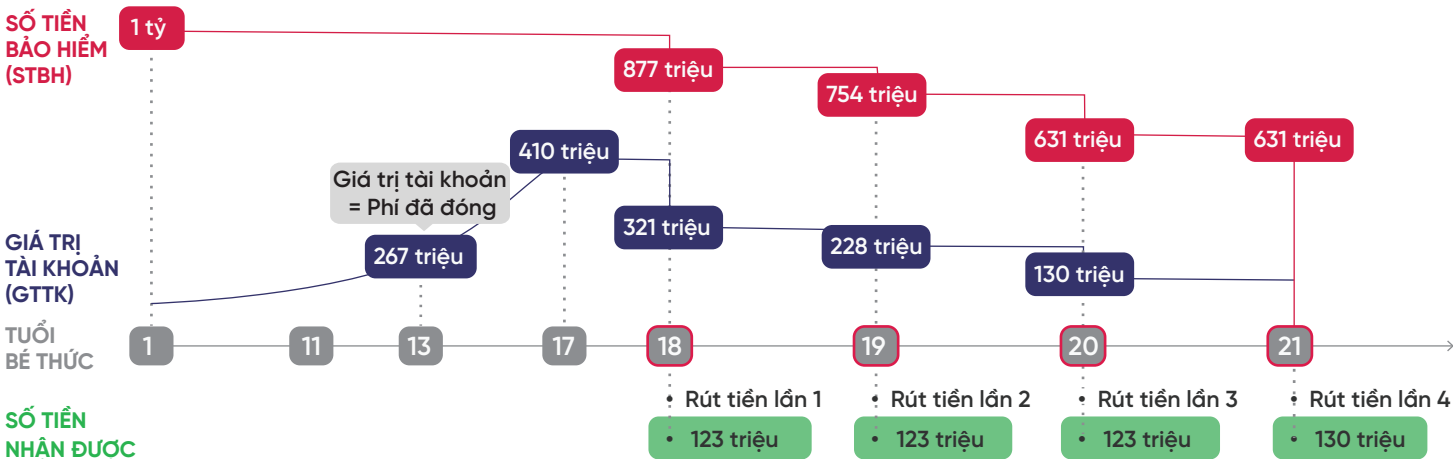 SỐ TIỀN
BẢO HIỂM
(STBH)
1 tỷ
877 triệu
754 triệu
631 triệu
631 triệu
410 triệu
Giá trị tài khoản
= Phí đã đóng
267 triệu
321 triệu
228 triệu
130 triệu
GIÁ TRỊ
TÀI KHOẢN
(GTTK)
TUỔI
BÉ THỨC
1
11
13
17
18
19
20
21
SỐ TIỀN
NHẬN ĐƯỢC
• Rút tiền lần 1
• 123 triệu
• Rút tiền lần 2
• 123 triệu
• Rút tiền lần 3
• 123 triệu
• Rút tiền lần 4
• 130 triệu